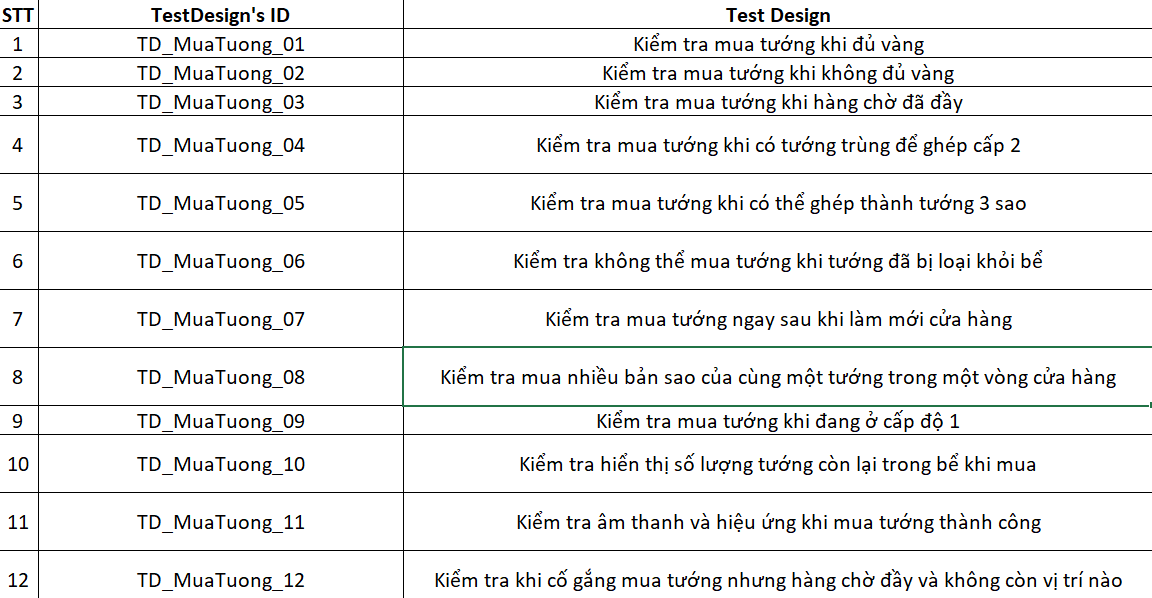 STT TestDesign's ID Test Design
1 TD_MuaTuong_01 Kiểm tra mua tướng khi đủ vàng
2 TD_MuaTuong_02 Kiểm tra mua tướng khi không đủ vàng
3 TD_MuaTuong_03 Kiểm tra mua tướng khi hàng chờ đã đầy
4 TD_MuaTuong_04 Kiểm tra mua tướng khi có tướng trùng để ghép cấp 2
5 TD_MuaTuong_05 Kiểm tra mua tướng khi có thể ghép thành tướng 3 sao
6 TD_MuaTuong_06 Kiểm tra không thể mua tướng khi tướng đã bị loại khỏi bể
7 TD_MuaTuong_07 Kiểm tra mua tướng ngay sau khi làm mới cửa hàng
8 TD_MuaTuong_08 Kiểm tra mua nhiều bản sao của cùng một tướng trong một vòng cửa hàng
9 TD_MuaTuong_09 Kiểm tra mua tướng khi đang ở cấp độ 1
10 TD_MuaTuong_10 Kiểm tra hiển thị số lượng tướng còn lại trong bể khi mua
11 TD_MuaTuong_11 Kiểm tra âm thanh và hiệu ứng khi mua tướng thành công
12 TD_MuaTuong_12 Kiểm tra khi cố gắng mua tướng nhưng hàng chờ đầy và không còn vị trí nào